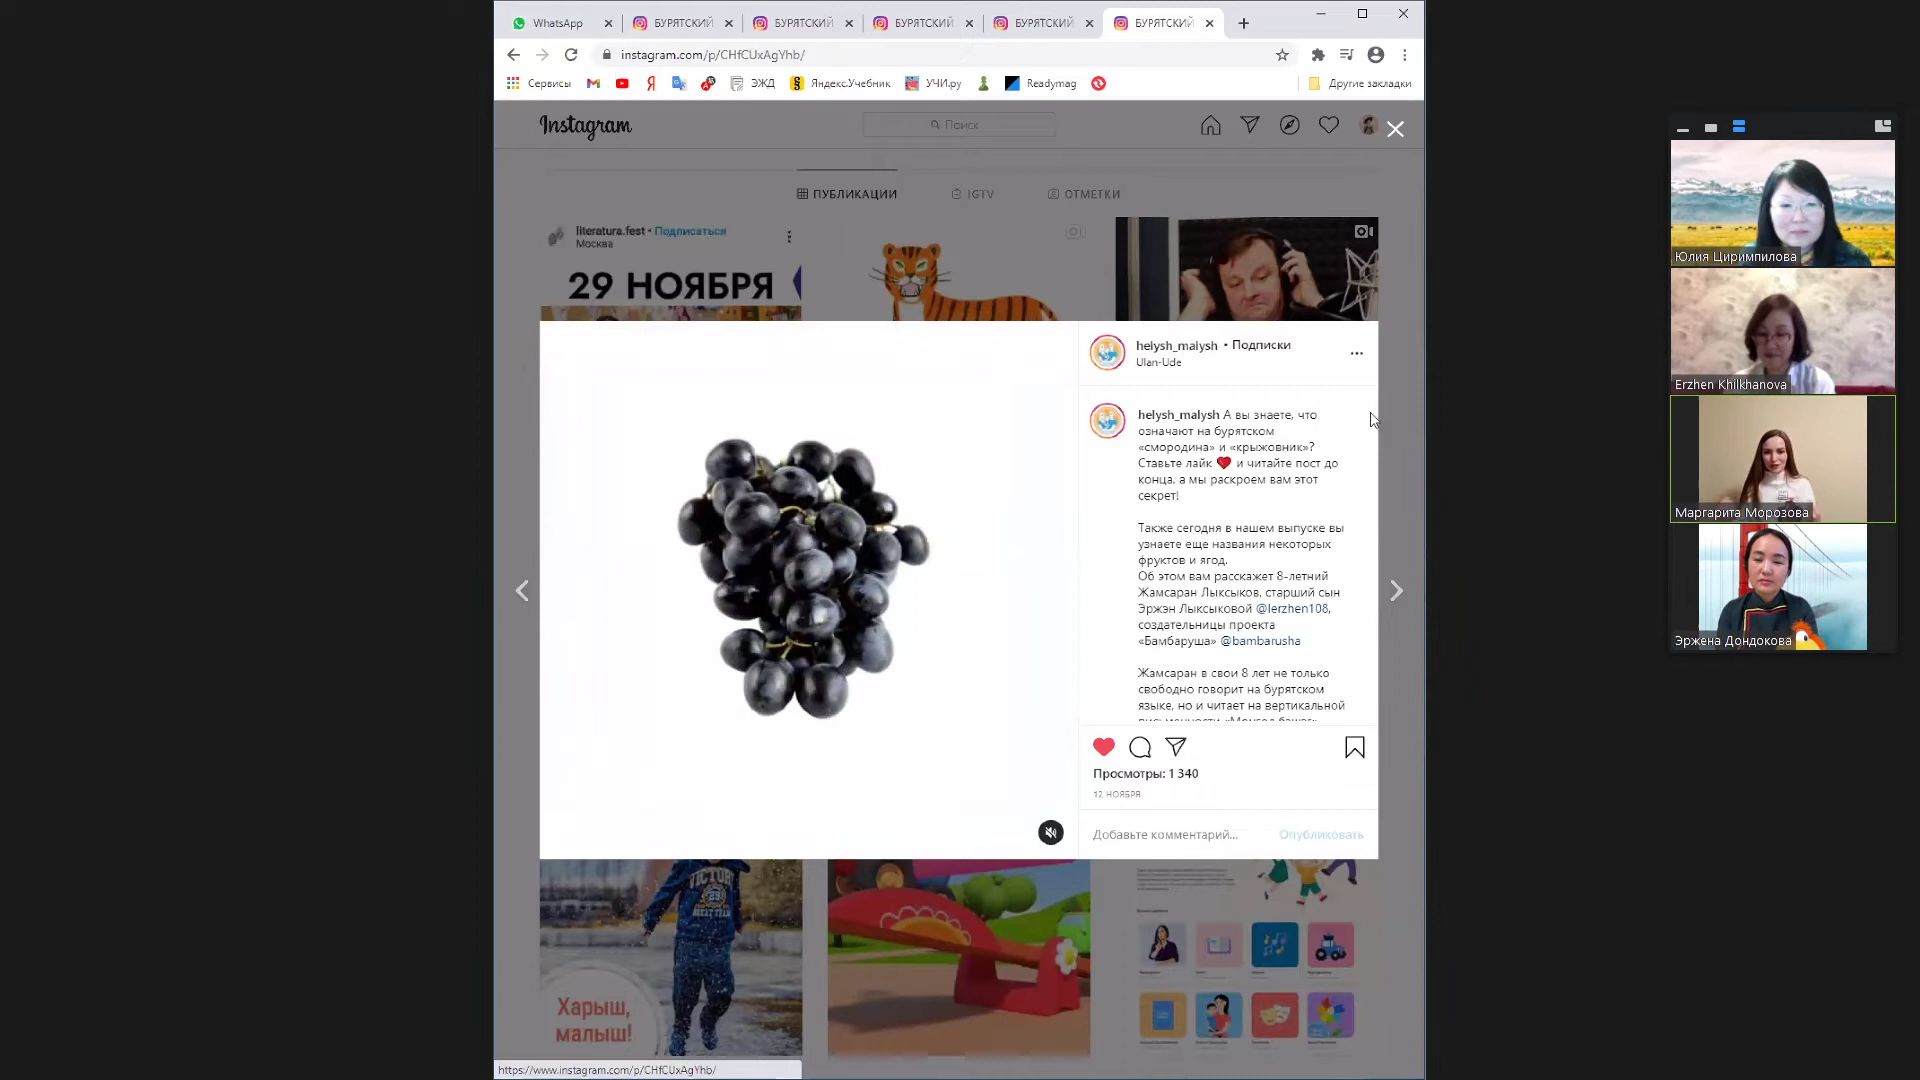 WhatsApp
БУРЯТСКИЙ
БУРЯТСКИЙ
БУРЯТСКИЙ
БУРЯТСКИЙ
БУРЯТСКИЙ
instagram.com/p/CHfCUxAgYhb/
Сервисы
ЭЖД
Яндекс.Учебник
УЧИ.ру
Readymag
Другие закладки
Instagram
Поиск
ПУБЛИКАЦИИ
IGTV
ОТМЕТКИ
literatura.fest • Подписаться
Москва
29 НОЯБРЯ
helysh_malysh • Подписки
Ulan-Ude
helysh_malysh А вы знаете, что
означают на бурятском
«смородина» и «крыжовник»?
Ставьте лайк ❤ и читайте пост до
конца, а мы раскроем вам этот
секрет!
Также сегодня в нашем выпуске вы
узнаете еще названия некоторых
фруктов и ягод.
Об этом вам расскажет 8-летний
Жамсаран Лыксыков, старший сын
Эржэн Лыксыковой @lerzhen108,
создательницы проекта
«Бамбаруша» @bambarusha
Жамсаран в свои 8 лет не только
свободно говорит на бурятском
языке, но и читает на вертикальной
Просмотры: 1 340
12 НОЯБРЯ
Добавьте комментарий...
Опубликовать
VICTORY
Харыш,
малыш!
https://www.instagram.com/p/CHfCUxAgYhb/
Юлия Циримпилова
Erzhen Khilkhanova
Маргарита Морозова
Эржена Дондокова